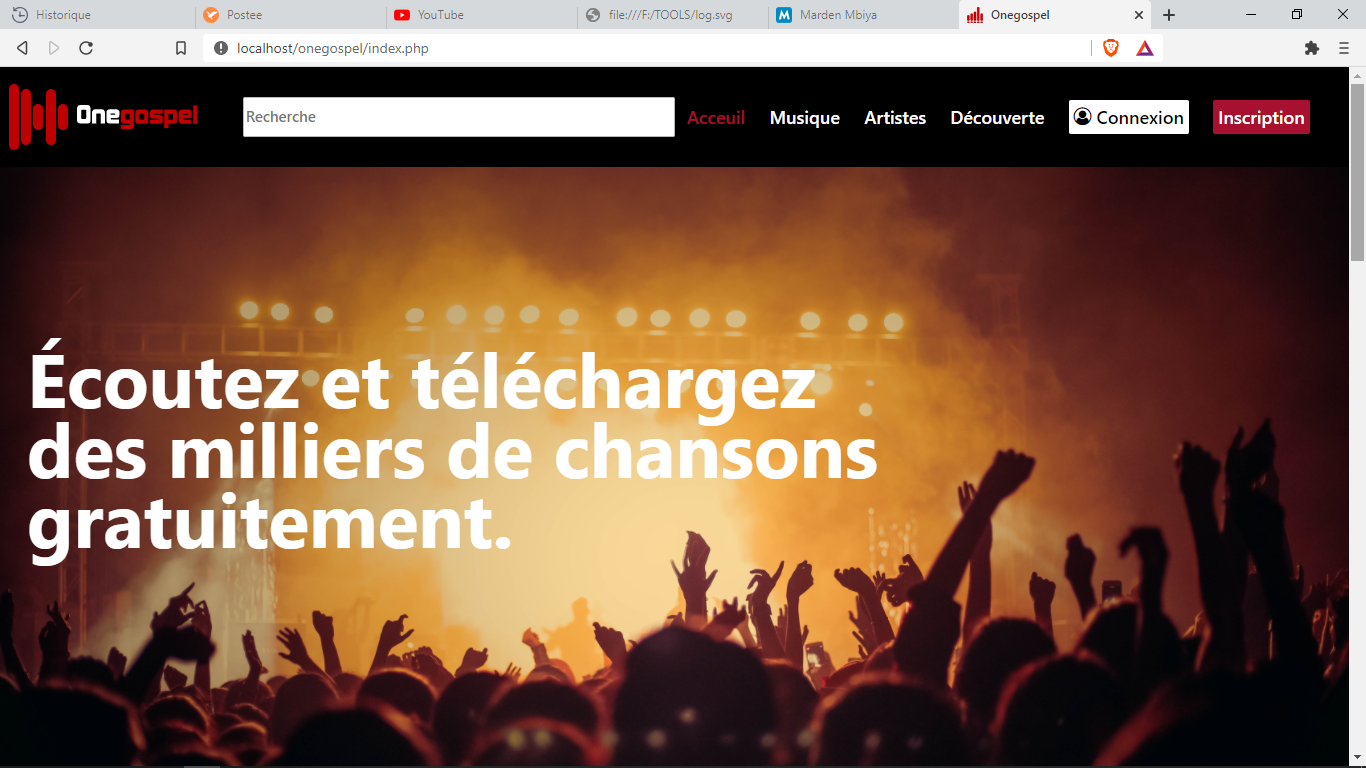 Historique
Postee
YouTube
file:///F:/TOOLS/log.svg
Marden Mbiya
Onegospel
localhost/onegospel/index.php
Onegospel
Recherche
Acceuil
Musique
Artistes
Découverte
Connexion
Inscription
Écoutez et téléchargez
des milliers de chansons
gratuitement.